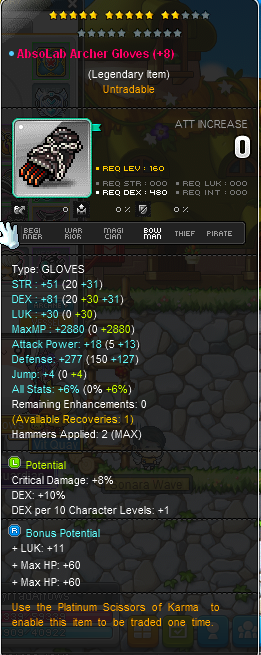 AbsoLab Archer Gloves (+8)
(Legendary Item)
Untradable
ATT INCREASE
0
REQ LEV : 160
REQ STR : 000
REQ LUK : 000
REQ DEX : 480
REQ INT : 000
0
0 %
0 %
BEGINNER WARRIOR MAGICIAN BOWMAN THIEF PIRATE
Type: GLOVES
STR : +51 (20 +31)
DEX : +81 (20 +30 +31)
LUK : +30 (0 +30)
MaxMP : +2880 (0 +2880)
Attack Power: +18 (5 +13)
Defense: +277 (150 +127)
Jump: +4 (0 +4)
All Stats: +6% (0% +6%)
Remaining Enhancements: 0
(Available Recoveries: 1)
Hammers Applied: 2 (MAX)
L Potential
Critical Damage: +8%
DEX: +10%
DEX per 10 Character Levels: +1
R Bonus Potential
+ LUK: +11
+ Max HP: +60
+ Max HP: +60
Use the Platinum Scissors of Karma to
enable this item to be traded one time.